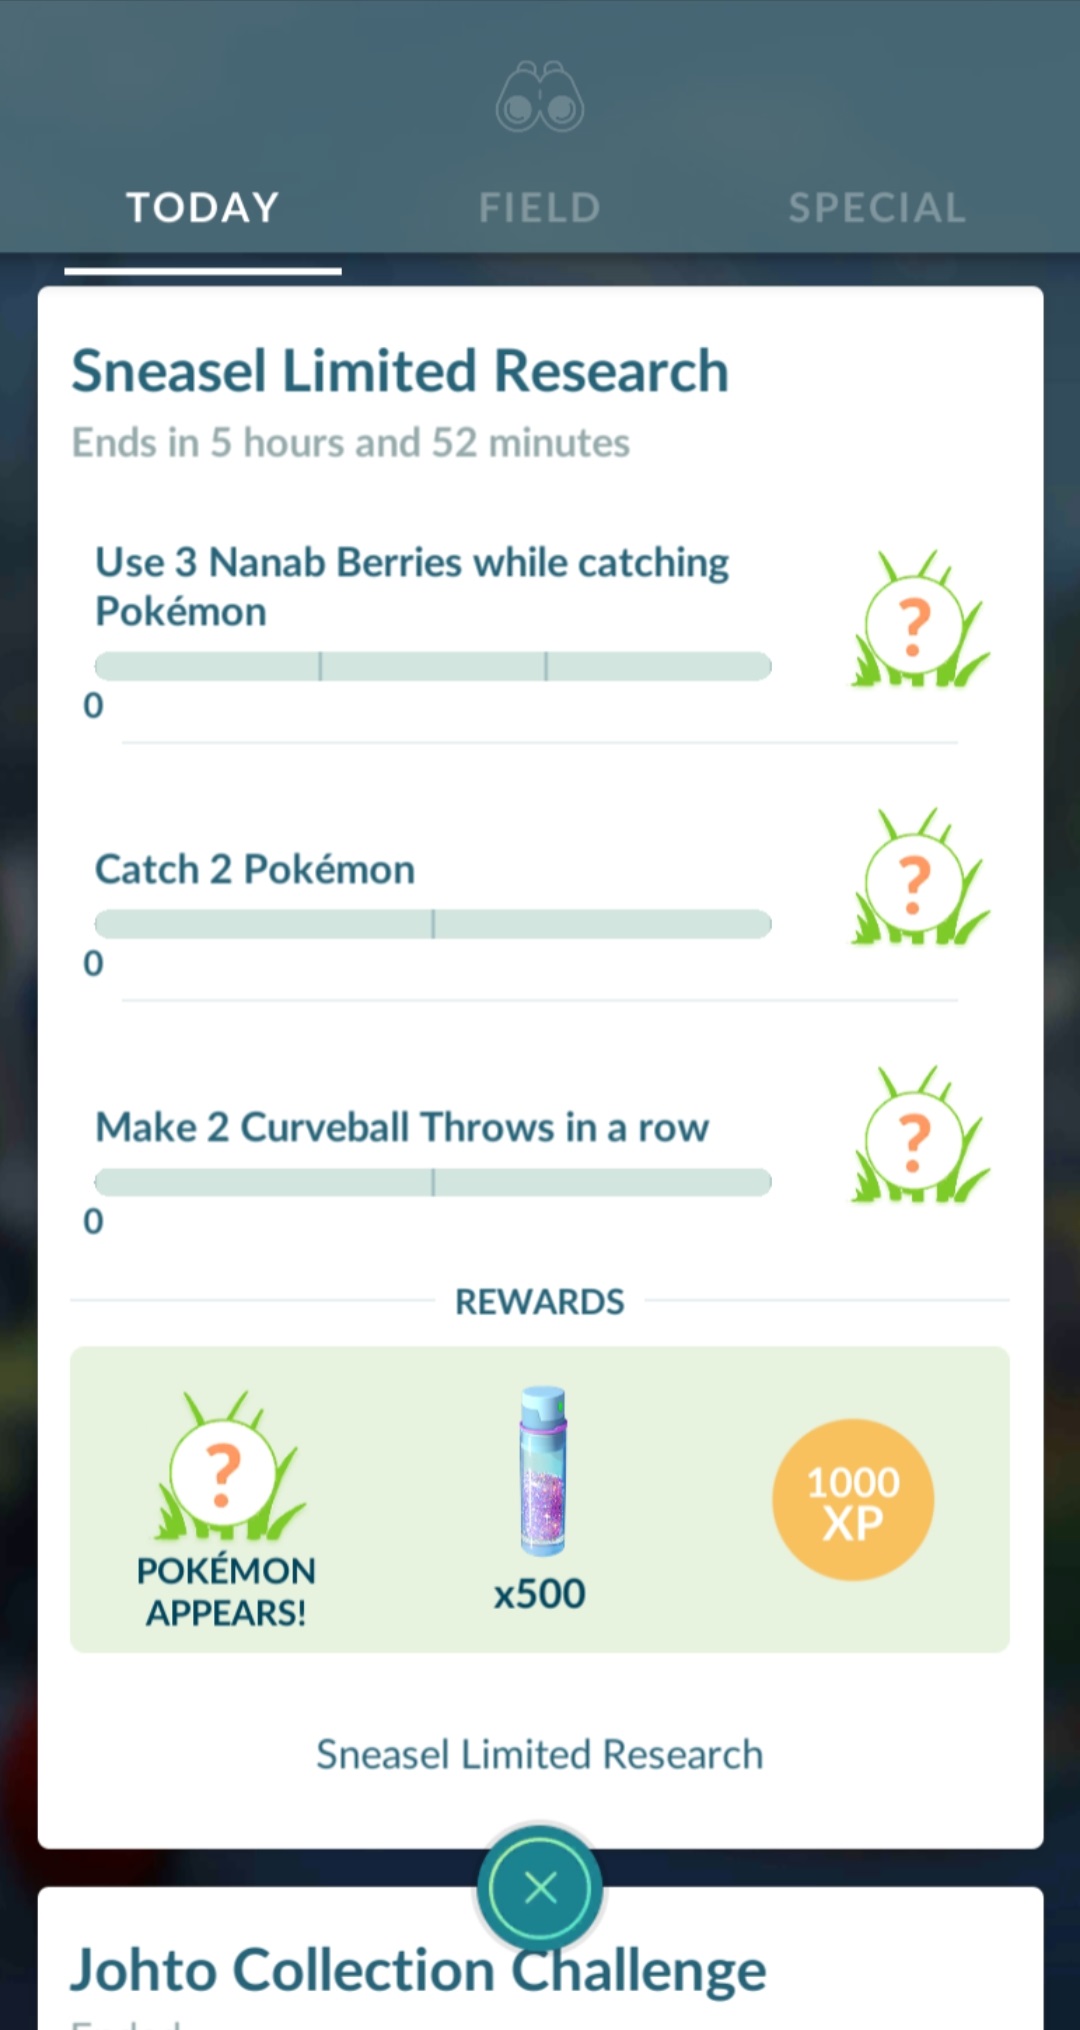 TODAY FIELD SPECIAL
Sneasel Limited Research
Ends in 5 hours and 52 minutes
Use 3 Nanab Berries while catching
Pokémon
?
0
Catch 2 Pokémon
?
0
Make 2 Curveball Throws in a row
?
0
REWARDS
?
POKÉMON
APPEARS!
x500
1000
XP
Sneasel Limited Research
Johto Collection Challenge